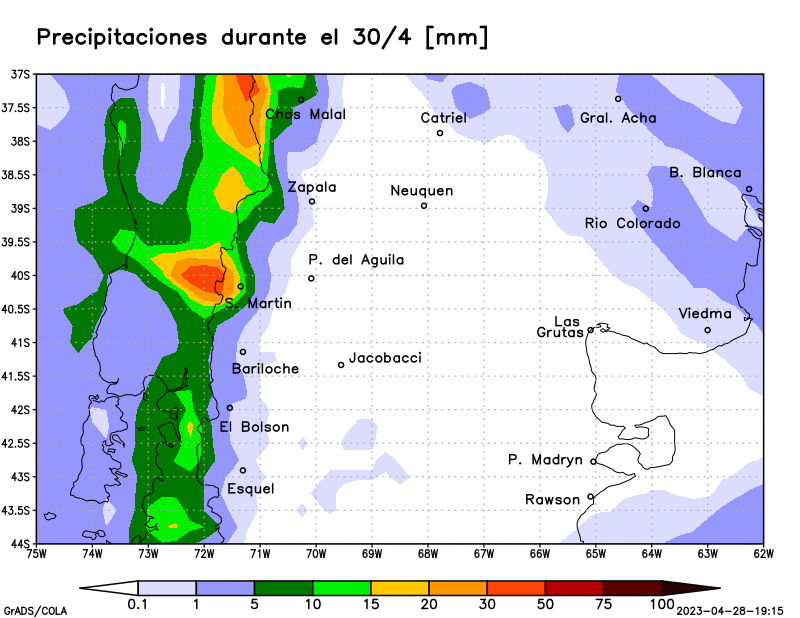 Precipitaciones durante el 30/4 [mm]
37S
37.5S
38S
38.5S
39S
39.5S
40S
40.5S
41S
41.5S
42S
42.5S
43S
43.5S
44S
Chos Malal
Catriel
Gral. Acha
B. Blanca
Zapala
Neuquen
Rio Colorado
P. del Aguila
S. Martin
Viedma
Las
Grutas
Bariloche
Jacobacci
El Bolson
P. Madryn
Esquel
Rawson
75W 74W 73W 72W 71W 70W 69W 68W 67W 66W 65W 64W 63W 62W
0.1 1 5 10 15 20 30 50 75 100
GrADS/COLA
2023-04-28-19:15